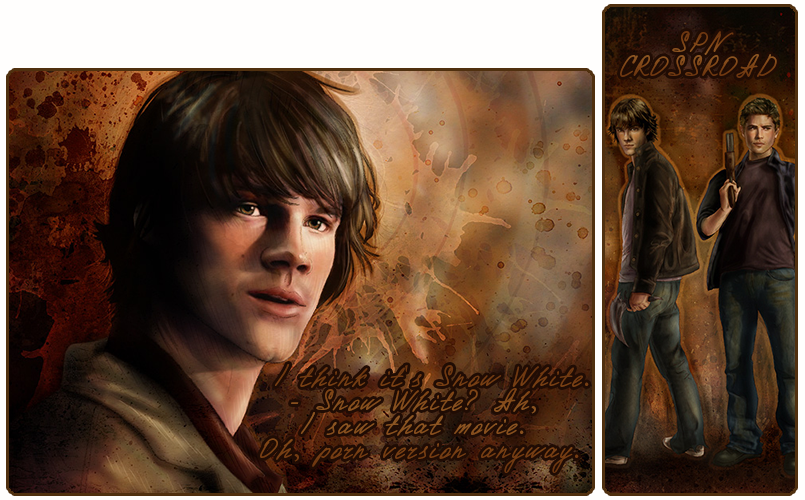 SPN
CROSSROAD
I think it's Snow White.
- Snow White? Ah,
I saw that movie.
Oh, porn version anyway.